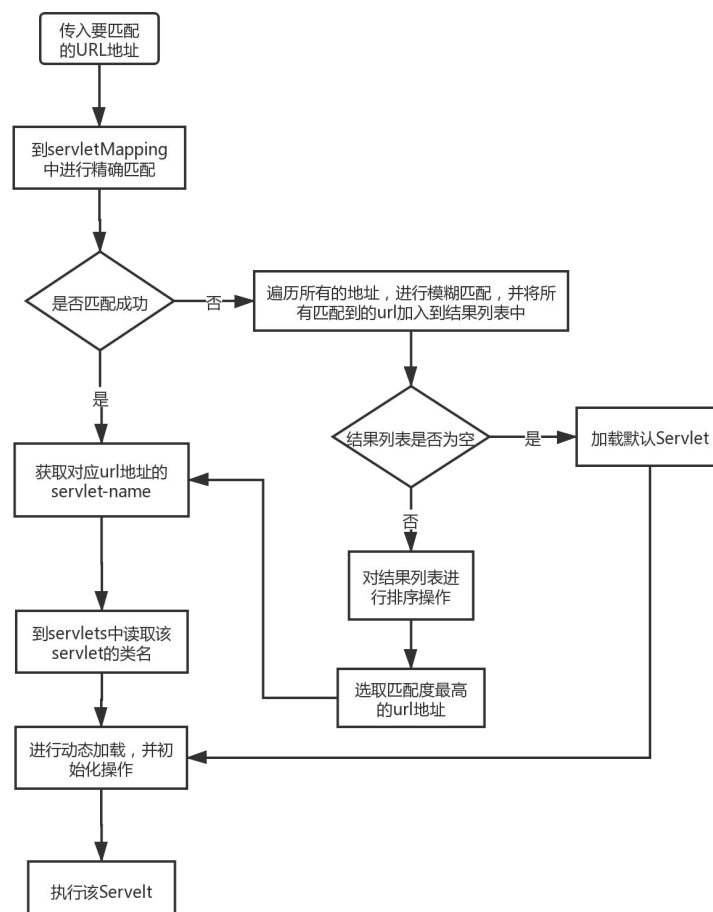 传入要匹配
的URL地址
到servletMapping
中进行精确匹配
是否匹配成功
否
遍历所有的地址，进行模糊匹配，并将所
有匹配到的url加入到结果列表中
是
结果列表是否为空
是
加载默认Servlet
获取对应url地址的
servlet-name
否
对结果列表进
行排序操作
到servlets中读取该
servlet的类名
选取匹配度最高
的url地址
进行动态加载，并初
始化操作
执行该Servelt